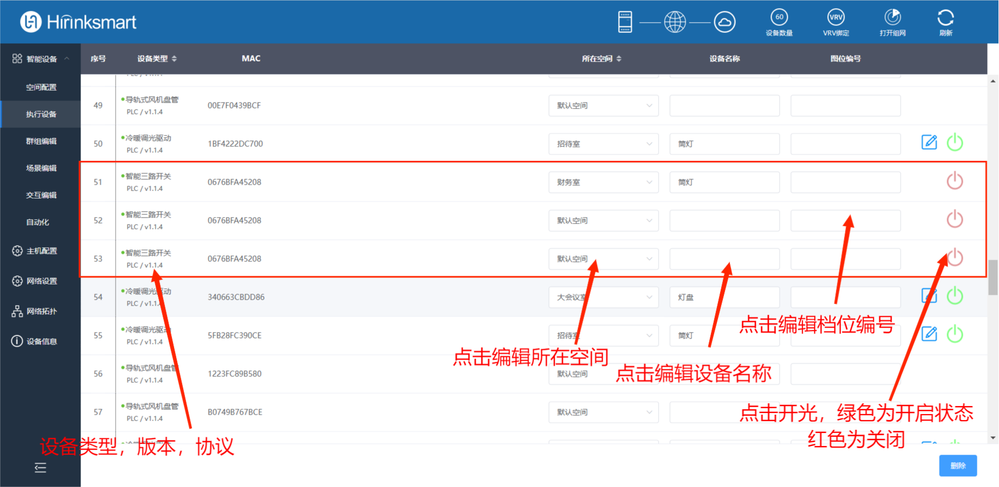 Hirinksmart
60
设备数量
VRV
VRV绑定
打开组网
刷新
智能设备
空间配置
执行设备
群组编辑
场景编辑
交互编辑
自动化
主机配置
网络设置
网络拓扑
设备信息
序号 设备类型 MAC 所在空间 设备名称 图位编号
49 导轨式风机盘管 00E7F0439BCF 默认空间
PLC / v1.1.4
50 冷暖调光驱动 1BF4222DC700 招待室 筒灯
PLC / v1.1.4
51 智能三路开关 0676BFA45208 财务室 筒灯
PLC / v1.1.4
52 智能三路开关 0676BFA45208 默认空间
PLC / v1.1.4
53 智能三路开关 0676BFA45208 默认空间
PLC / v1.1.4
54 冷暖调光驱动 340663CBDD86 大会议室 灯盘
PLC / v1.1.4
55 冷暖调光驱动 5FB28FC390CE 招待室 筒灯
PLC / v1.1.4
56 导轨式风机盘管 1223FC89B580 默认空间
PLC / v1.1.4
57 导轨式风机盘管 B0749B767BCE 默认空间
PLC / v1.1.4
点击编辑档位编号
点击编辑所在空间
点击编辑设备名称
点击开光，绿色为开启状态
红色为关闭
设备类型，版本，协议
删除